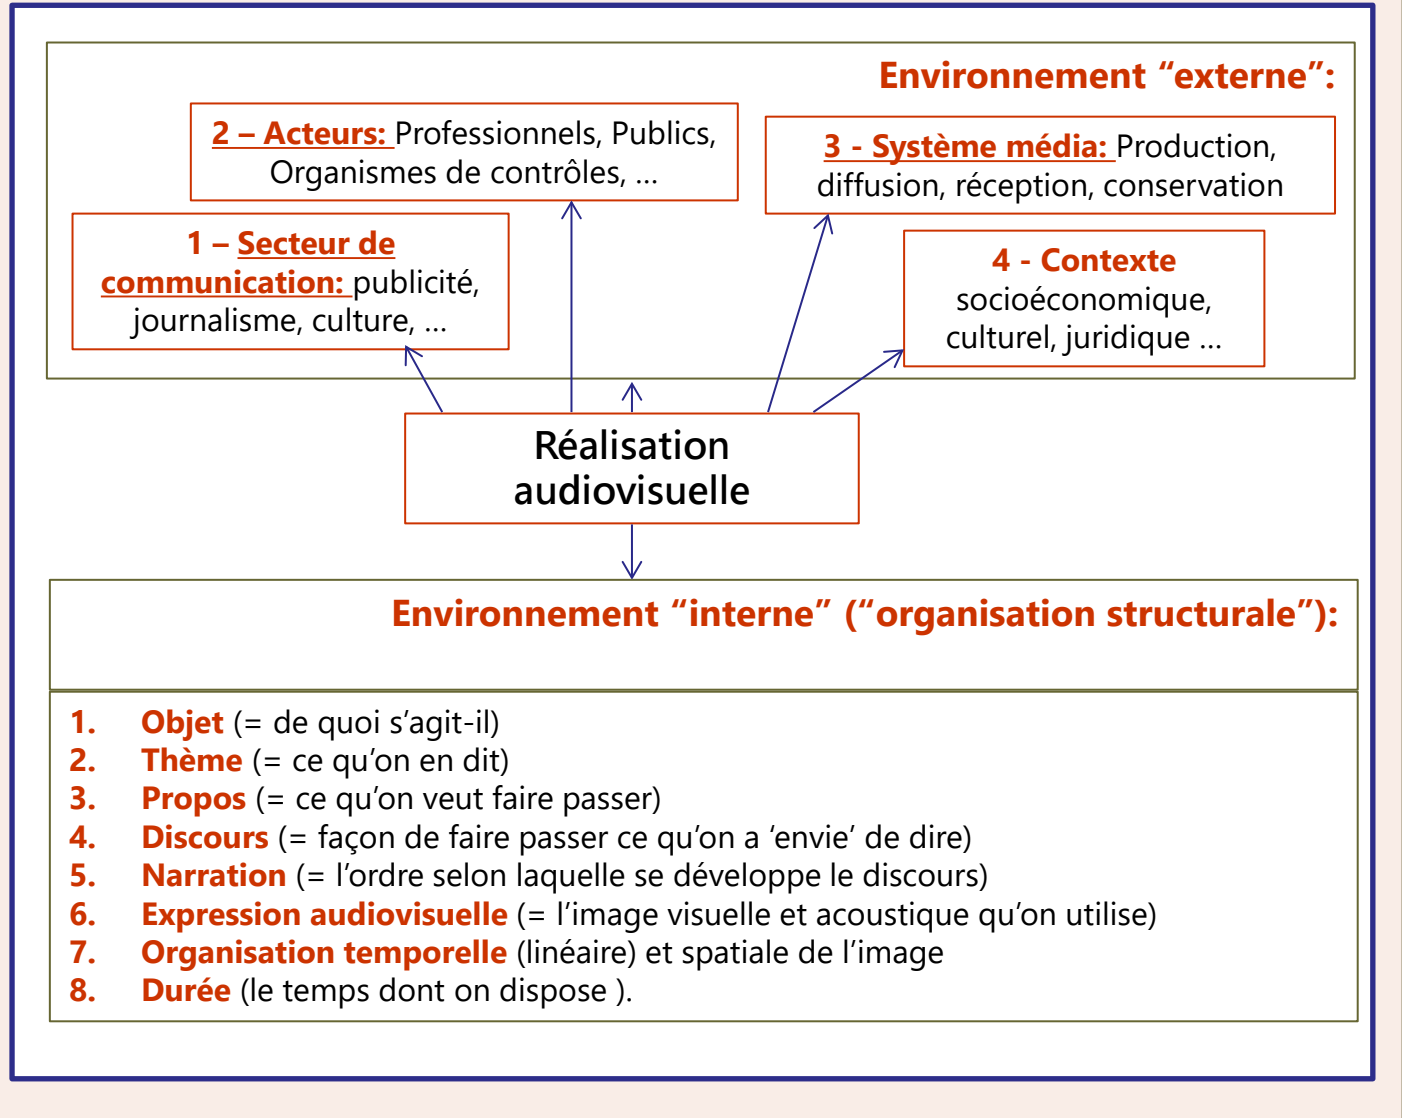 Environnement “externe”:
2 – Acteurs: Professionnels, Publics,
Organismes de contrôles, …
3 - Système média: Production,
diffusion, réception, conservation
1 – Secteur de
communication: publicité,
journalisme, culture, …
4 - Contexte
socioéconomique,
culturel, juridique …
Réalisation
audiovisuelle
Environnement “interne” (“organisation structurale”):
1. Objet (= de quoi s’agit-il)
2. Thème (= ce qu’on en dit)
3. Propos (= ce qu’on veut faire passer)
4. Discours (= façon de faire passer ce qu’on a ‘envie’ de dire)
5. Narration (= l’ordre selon laquelle se développe le discours)
6. Expression audiovisuelle (= l’image visuelle et acoustique qu’on utilise)
7. Organisation temporelle (linéaire) et spatiale de l’image
8. Durée (le temps dont on dispose ).